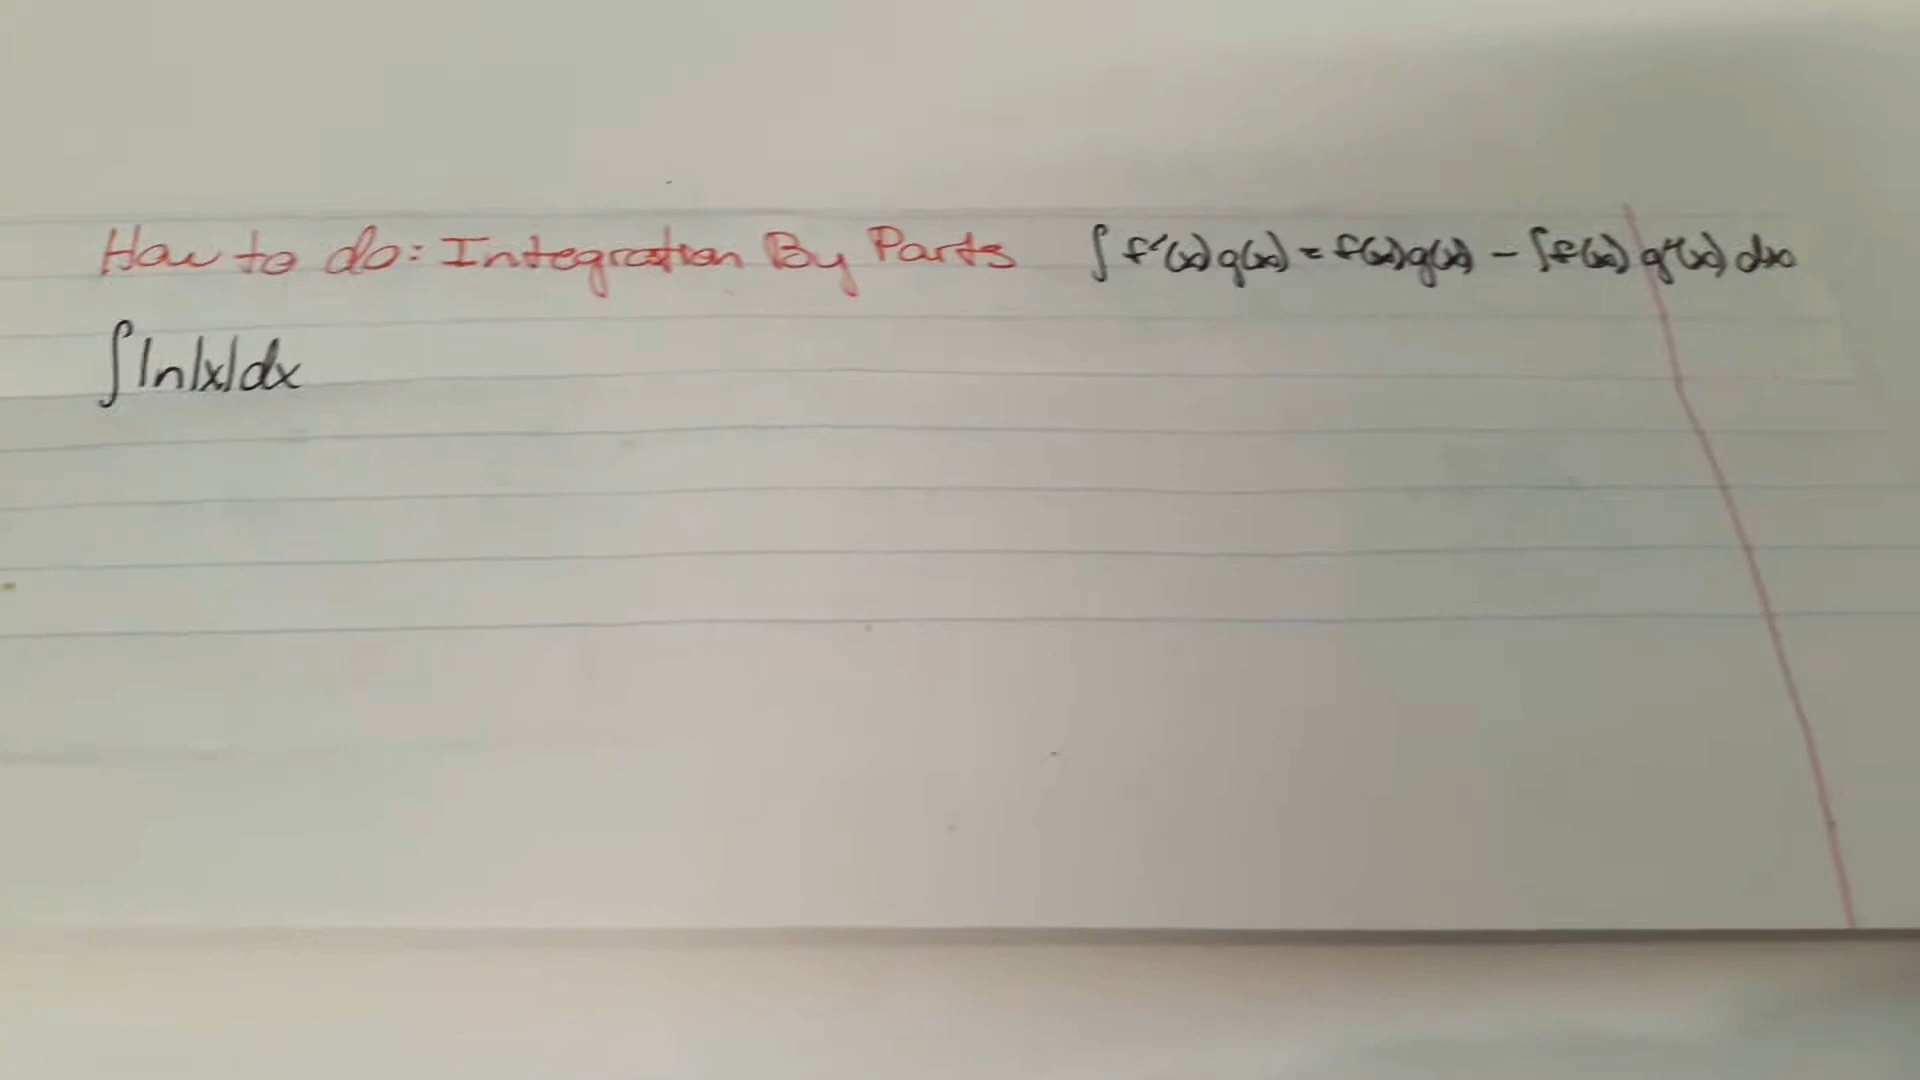 How to do: Integration By Parts ∫f'(x)g(x) = f(x)g(x) - ∫f(x)g'(x)dx
∫ln|x|dx